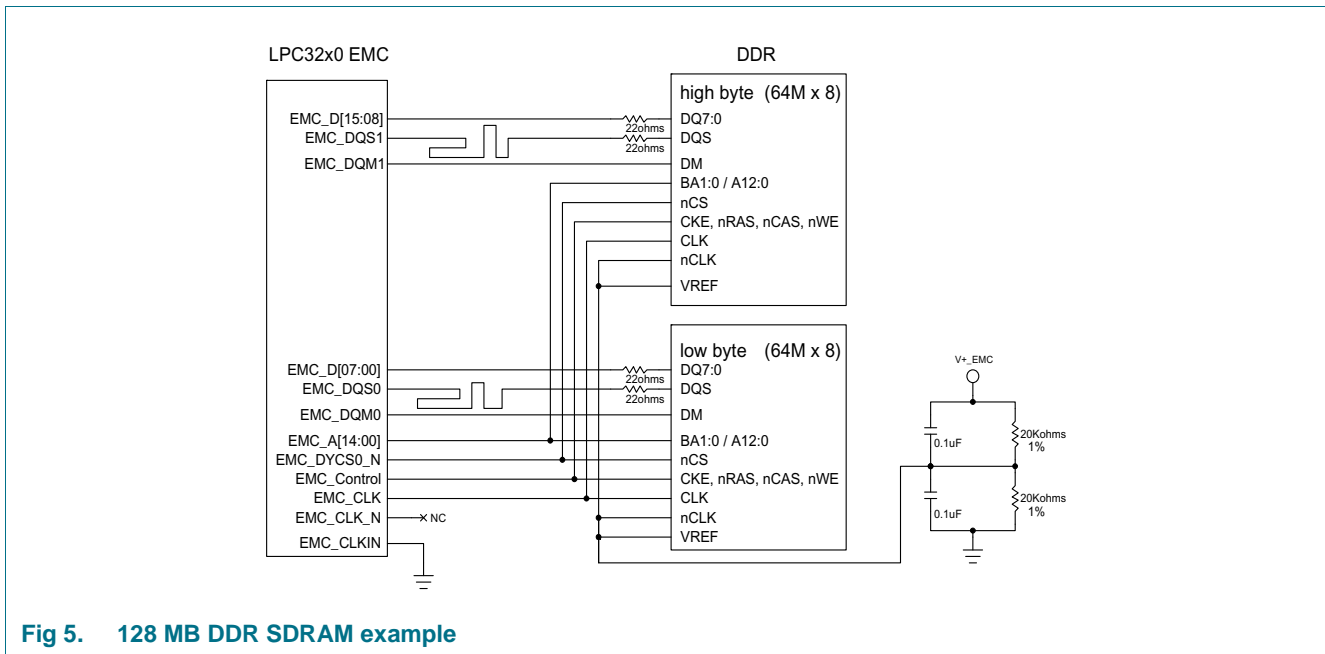 LPC32x0 EMC
DDR
high byte (64M x 8)
EMC_D[15:08]
22ohms
DQ7:0
EMC_DQS1
22ohms
DQS
EMC_DQM1
DM
BA1:0 / A12:0
nCS
CKE, nRAS, nCAS, nWE
CLK
nCLK
VREF
low byte (64M x 8)
EMC_D[07:00]
22ohms
DQ7:0
EMC_DQS0
22ohms
DQS
EMC_DQM0
DM
EMC_A[14:00]
BA1:0 / A12:0
EMC_DYCS0_N
nCS
EMC_Control
CKE, nRAS, nCAS, nWE
EMC_CLK
CLK
EMC_CLK_N
NC
nCLK
EMC_CLKIN
VREF
V+_EMC
0.1uF
20Kohms
1%
0.1uF
20Kohms
1%
Fig 5. 128 MB DDR SDRAM example